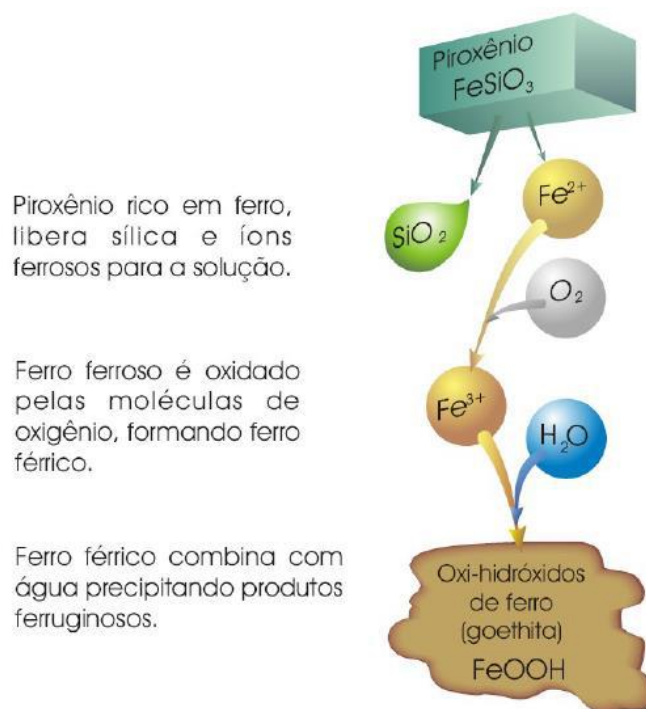 Piroxênio
FeSiO₃
Piroxênio rico em ferro,
libera sílica e íons
ferrosos para a solução.
SiO₂
Fe²⁺
O₂
Ferro ferroso é oxidado
pelas moléculas de
oxigênio, formando ferro
férrico.
Fe³⁺
H₂O
Ferro férrico combina com
água precipitando produtos
ferruginosos.
Oxi-hidróxidos
de ferro
(goethita)
FeOOH